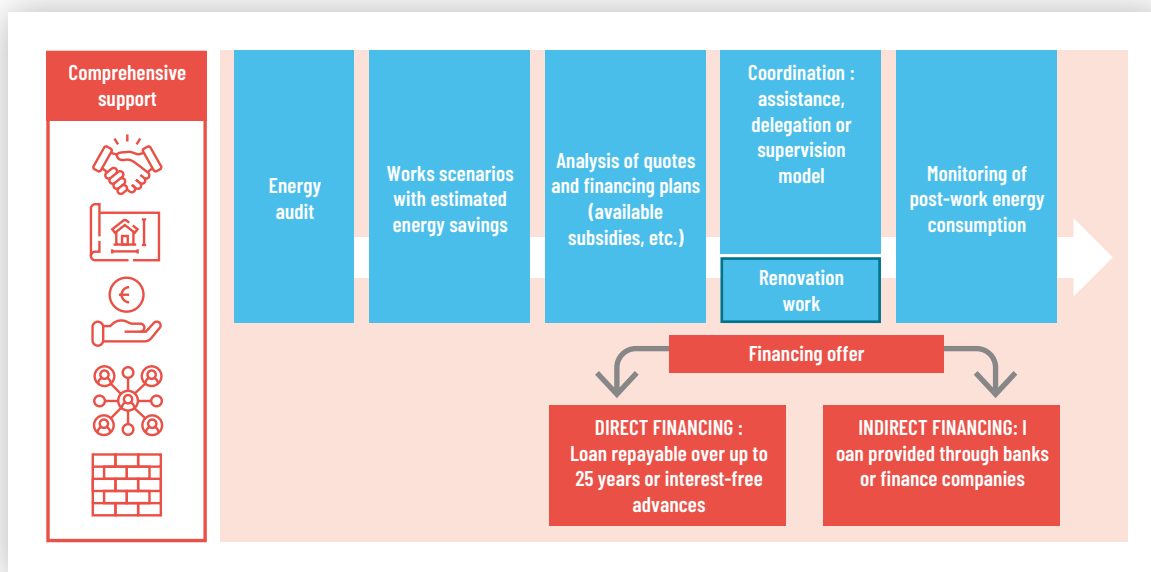 Comprehensive
support
Energy
audit
Works scenarios
with estimated
energy savings
Analysis of quotes
and financing plans
(available
subsidies, etc.)
Coordination :
assistance,
delegation or
supervision
model
Renovation
work
Monitoring of
post-work energy
consumption
Financing offer
DIRECT FINANCING :
Loan repayable over up to
25 years or interest-free
advances
INDIRECT FINANCING: I
oan provided through banks
or finance companies